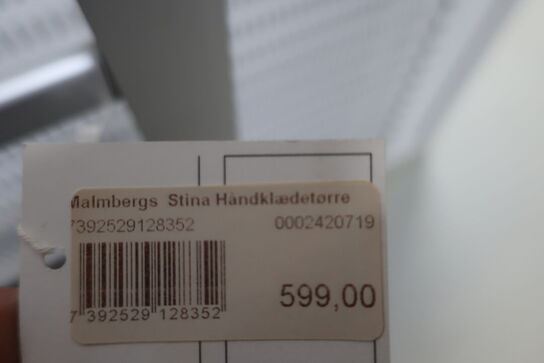 Malmbergs Stina Håndklædetørre
7392529128352 0002420719
599,00
7 392529 128352